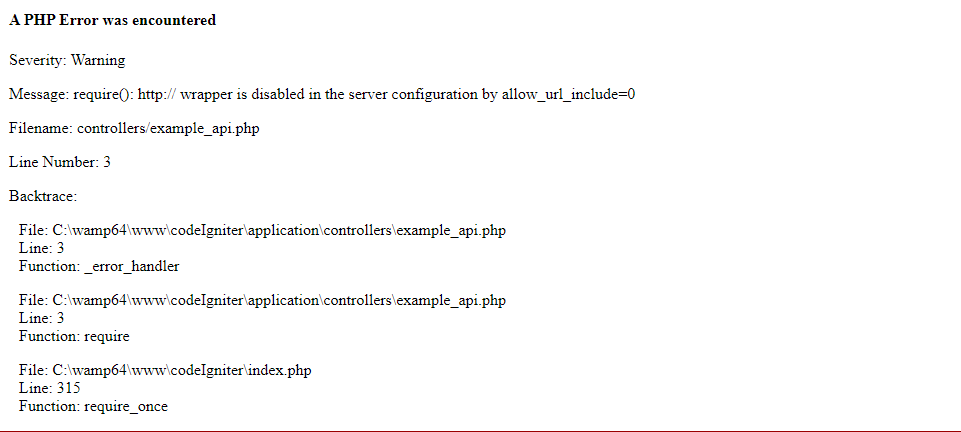 A PHP Error was encountered
Severity: Warning
Message: require(): http:// wrapper is disabled in the server configuration by allow_url_include=0
Filename: controllers/example_api.php
Line Number: 3
Backtrace:
File: C:\wamp64\www\codeIgniter\application\controllers\example_api.php
Line: 3
Function: _error_handler
File: C:\wamp64\www\codeIgniter\application\controllers\example_api.php
Line: 3
Function: require
File: C:\wamp64\www\codeIgniter\index.php
Line: 315
Function: require_once